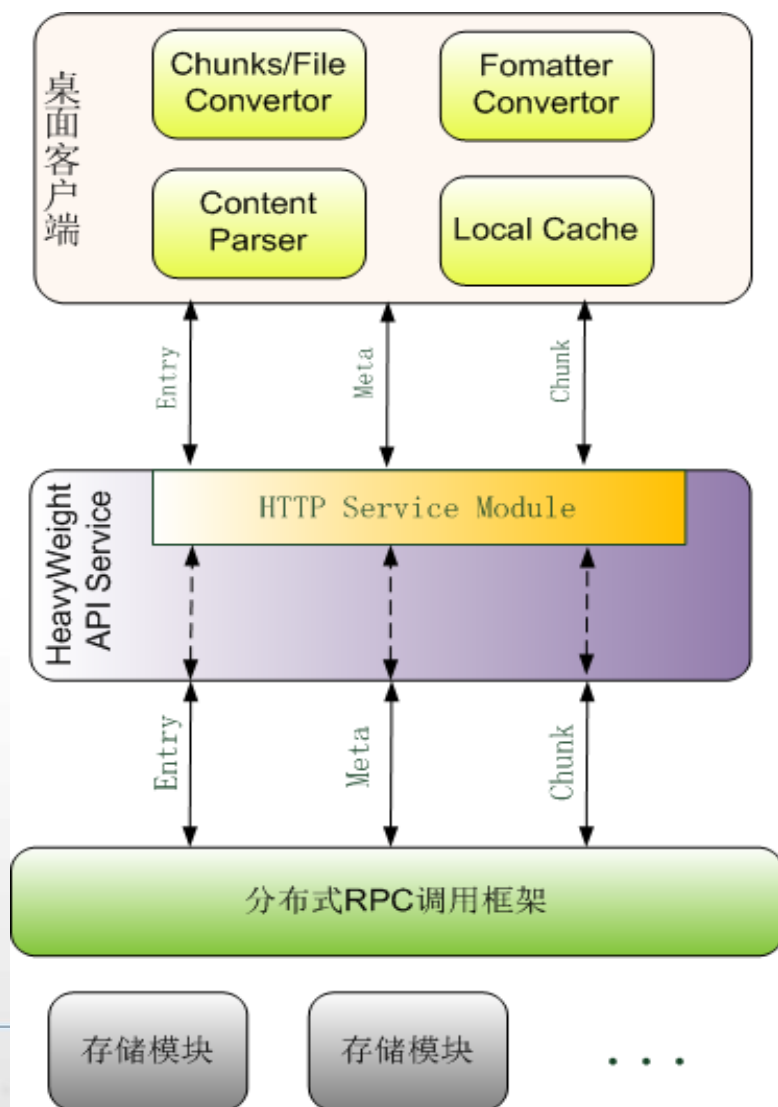 桌面客户端
Chunks/File
Convertor
Fomatter
Convertor
Content
Parser
Local Cache
Entry
Meta
Chunk
HeavyWeight
API Service
HTTP Service Module
Entry
Meta
Chunk
分布式RPC调用框架
存储模块
存储模块
...